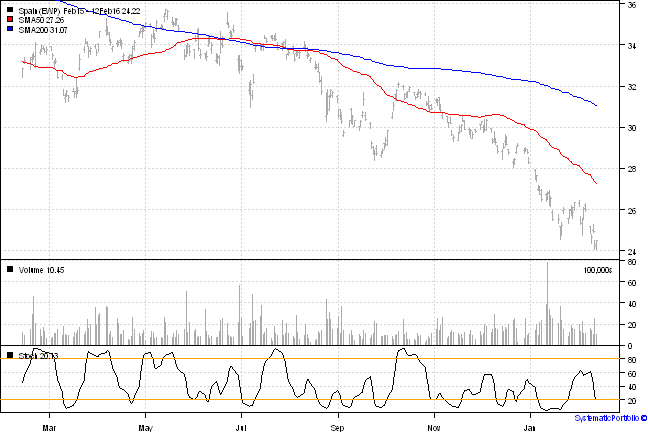 Spain (EWP) Feb15 - 12Feb16 24.22
SMA50 27.26
SMA200 31.07
36
34
32
30
28
26
24
Volume 10.45
100,000s
80
60
40
20
0
Stoch 20.13
80
60
40
20
Mar May Jul Sep Nov Jan
SystematicPortfolio ©